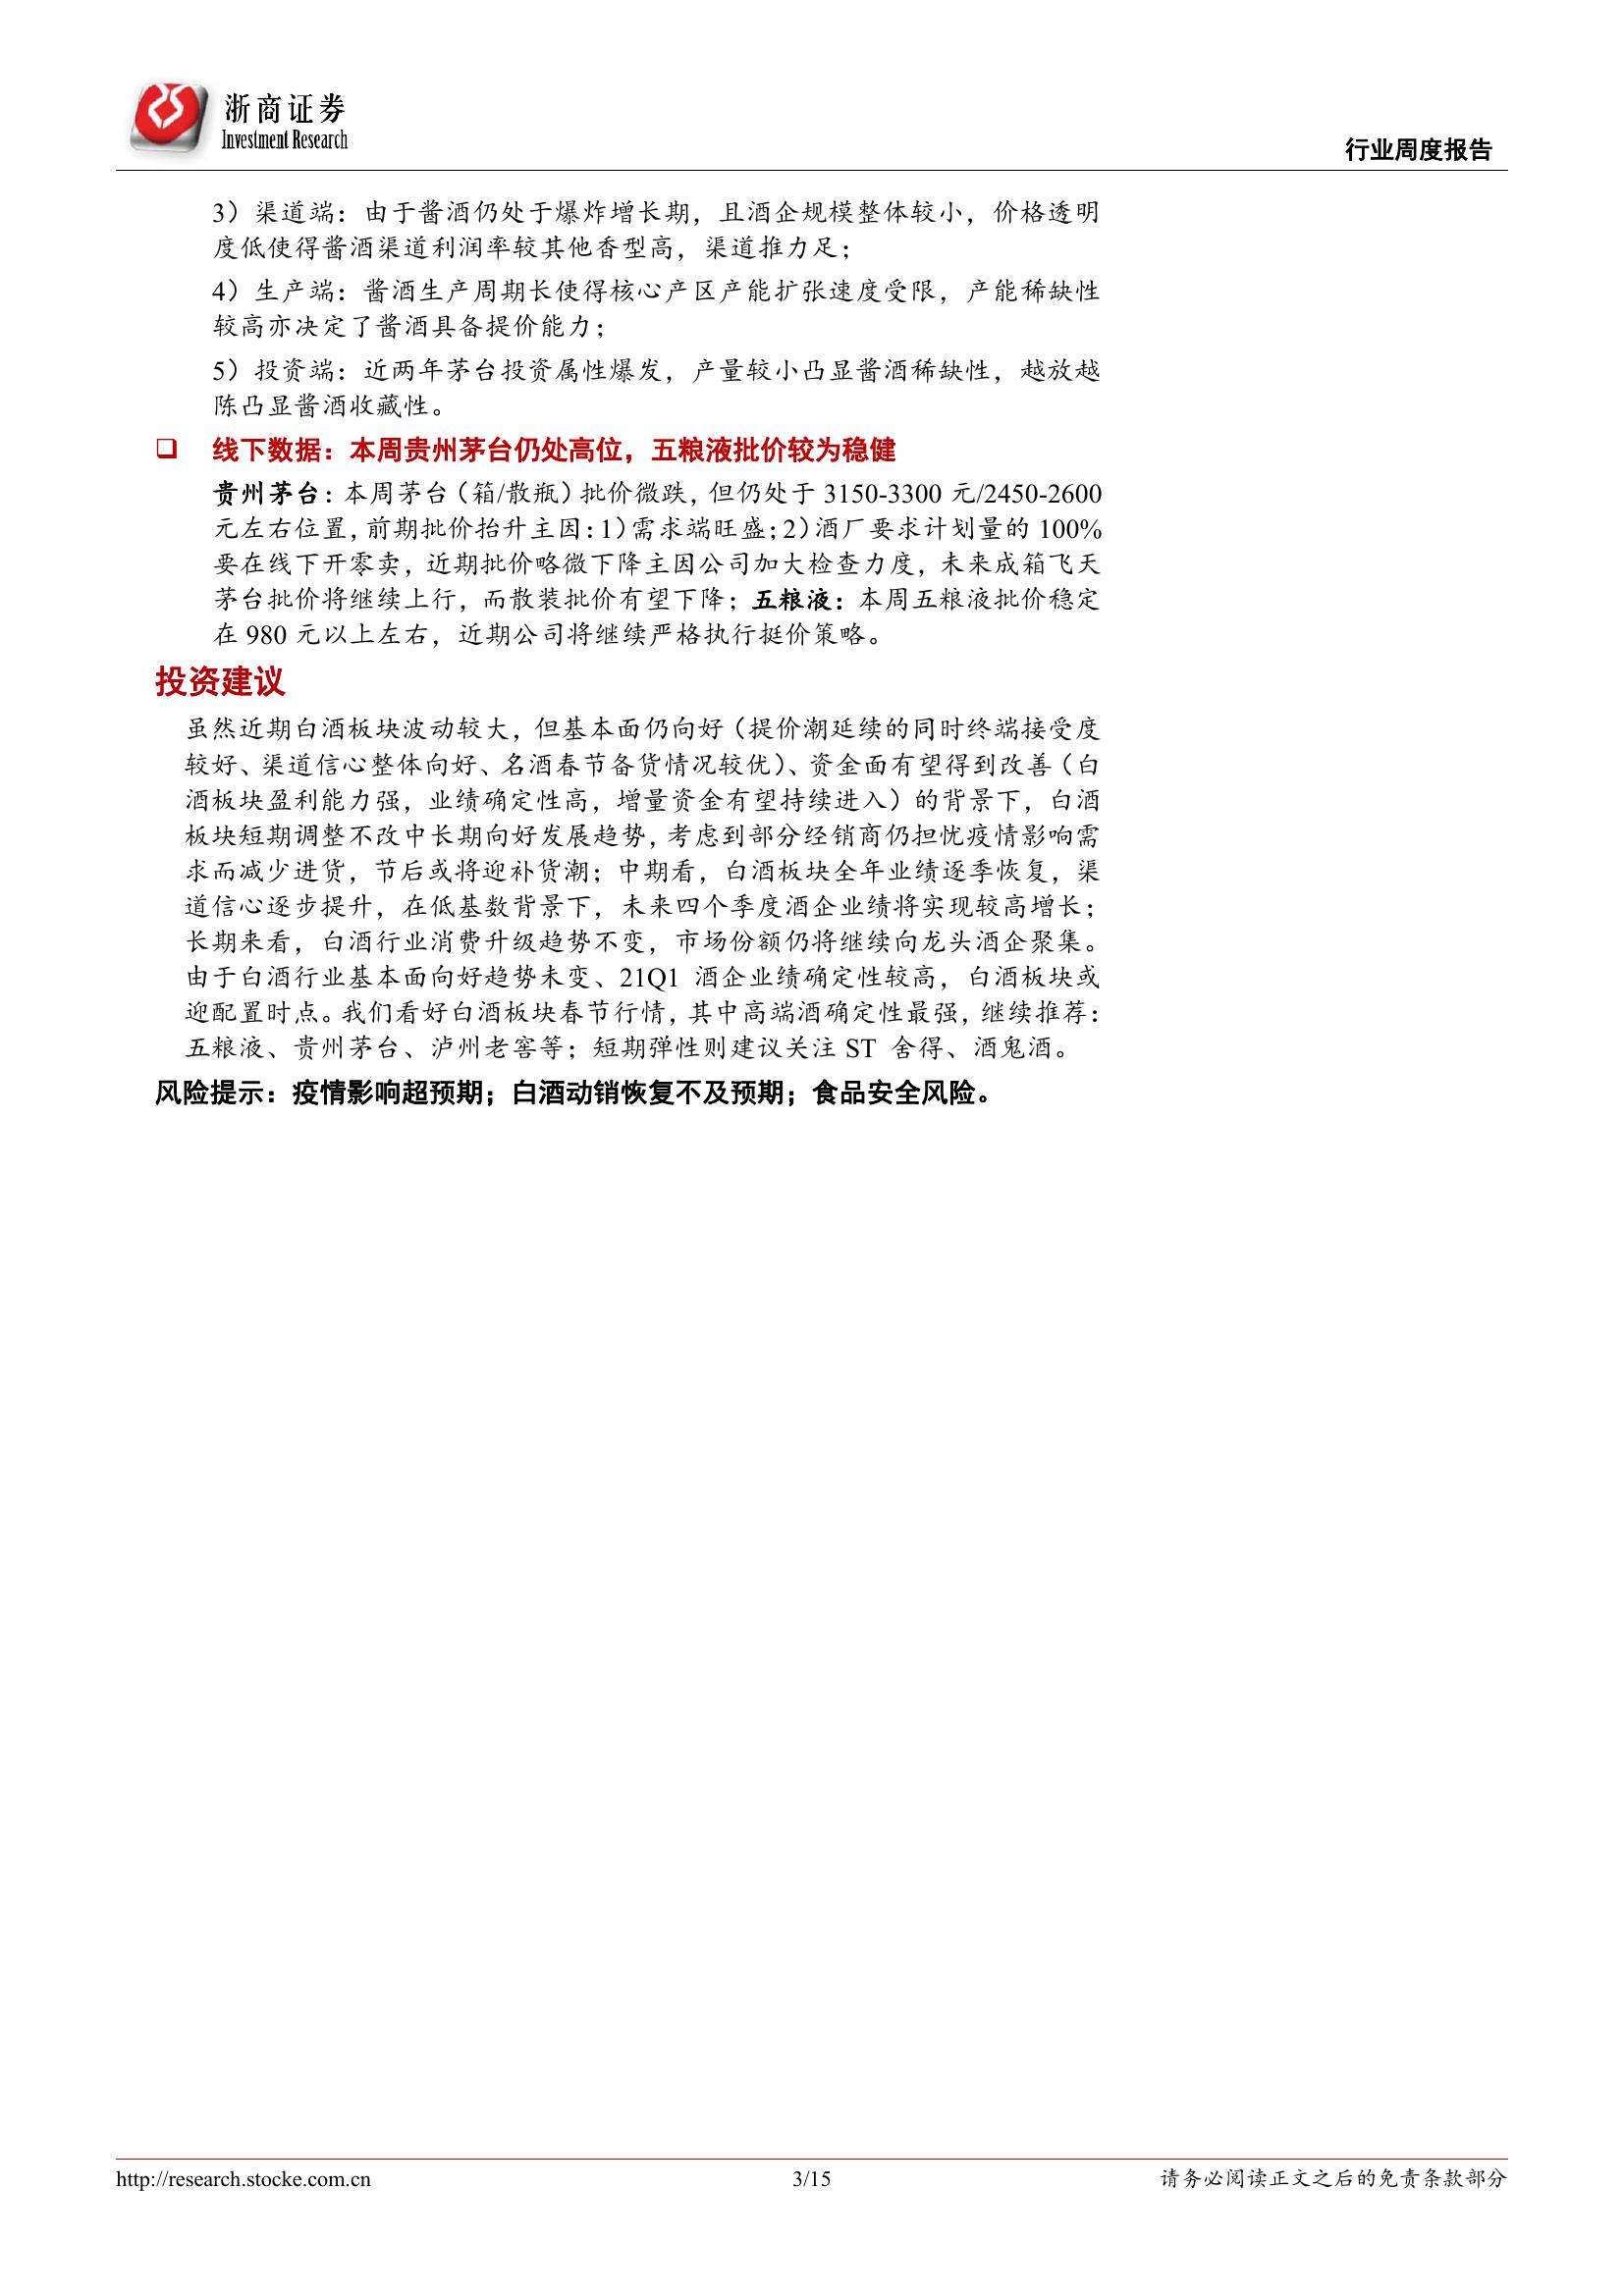 浙商证券
Investment Research
行业周度报告
3）渠道端：由于酱酒仍处于爆炸增长期，且酒企规模整体较小，价格透明
度低使得酱酒渠道利润率较其他香型高，渠道推力足；
4）生产端：酱酒生产周期长使得核心产区产能扩张速度受限，产能稀缺性
较高亦决定了酱酒具备提价能力；
5）投资端：近两年茅台投资属性爆发，产量较小凸显酱酒稀缺性，越放越
陈凸显酱酒收藏性。
❑ 线下数据：本周贵州茅台仍处高位，五粮液批价较为稳健
贵州茅台：本周茅台（箱/散瓶）批价微跌，但仍处于 3150-3300 元/2450-2600
元左右位置，前期批价抬升主因：1）需求端旺盛；2）酒厂要求计划量的 100%
要在线下开零卖，近期批价略微下降主因公司加大检查力度，未来成箱飞天
茅台批价将继续上行，而散装批价有望下降；五粮液：本周五粮液批价稳定
在 980 元以上左右，近期公司将继续严格执行挺价策略。
投资建议
虽然近期白酒板块波动较大，但基本面仍向好（提价潮延续的同时终端接受度
较好、渠道信心整体向好、名酒春节备货情况较优）、资金面有望得到改善（白
酒板块盈利能力强，业绩确定性高，增量资金有望持续进入）的背景下，白酒
板块短期调整不改中长期向好发展趋势，考虑到部分经销商仍担忧疫情影响需
求而减少进货，节后或将迎补货潮；中期看，白酒板块全年业绩逐季恢复，渠
道信心逐步提升，在低基数背景下，未来四个季度酒企业绩将实现较高增长；
长期来看，白酒行业消费升级趋势不变，市场份额仍将继续向龙头酒企聚集。
由于白酒行业基本面向好趋势未变、21Q1 酒企业绩确定性较高，白酒板块或
迎配置时点。我们看好白酒板块春节行情，其中高端酒确定性最强，继续推荐：
五粮液、贵州茅台、泸州老窖等；短期弹性则建议关注 ST 舍得、酒鬼酒。
风险提示：疫情影响超预期；白酒动销恢复不及预期；食品安全风险。
http://research.stocke.com.cn
3/15
请务必阅读正文之后的免责条款部分